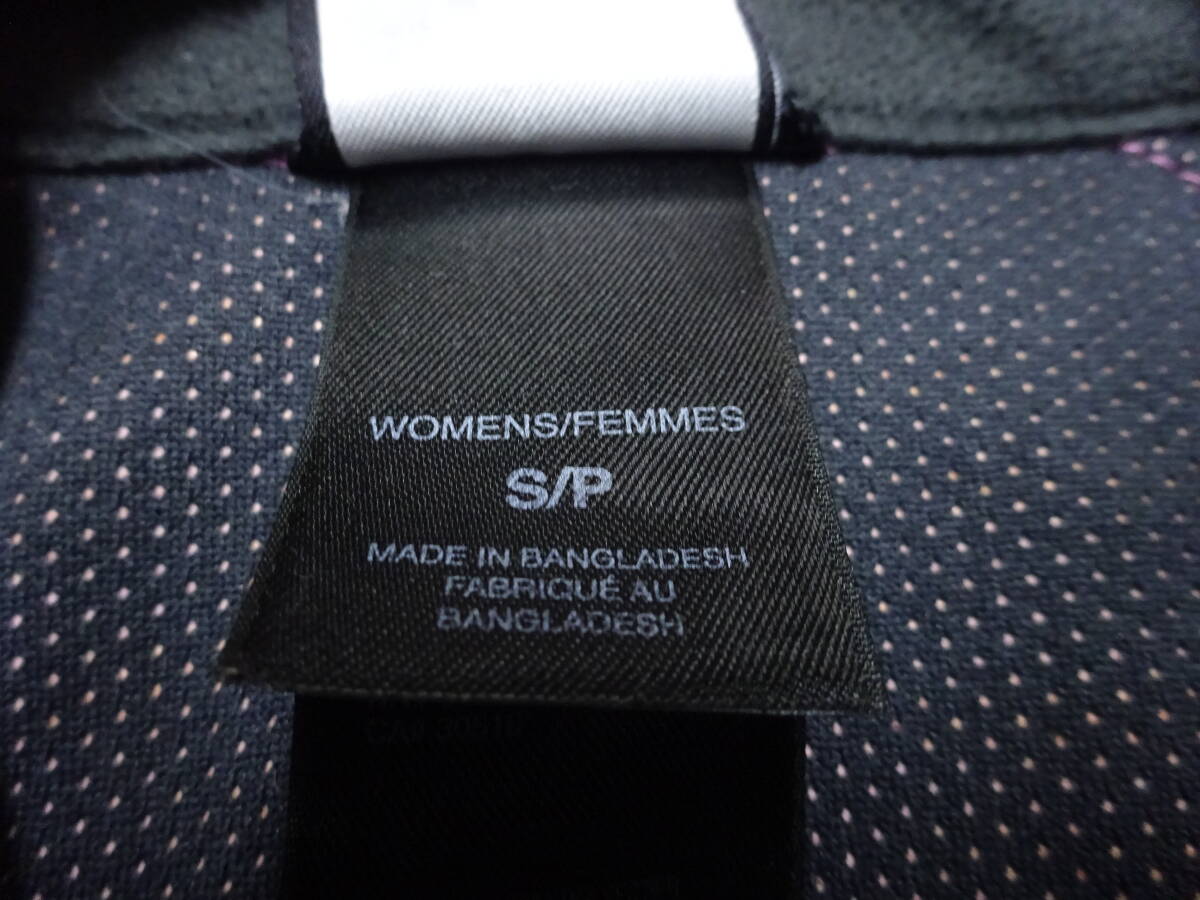 WOMENS/FEMMES
S/P
MADE IN BANGLADESH
FABRIQUÉ AU
BANGLADESH